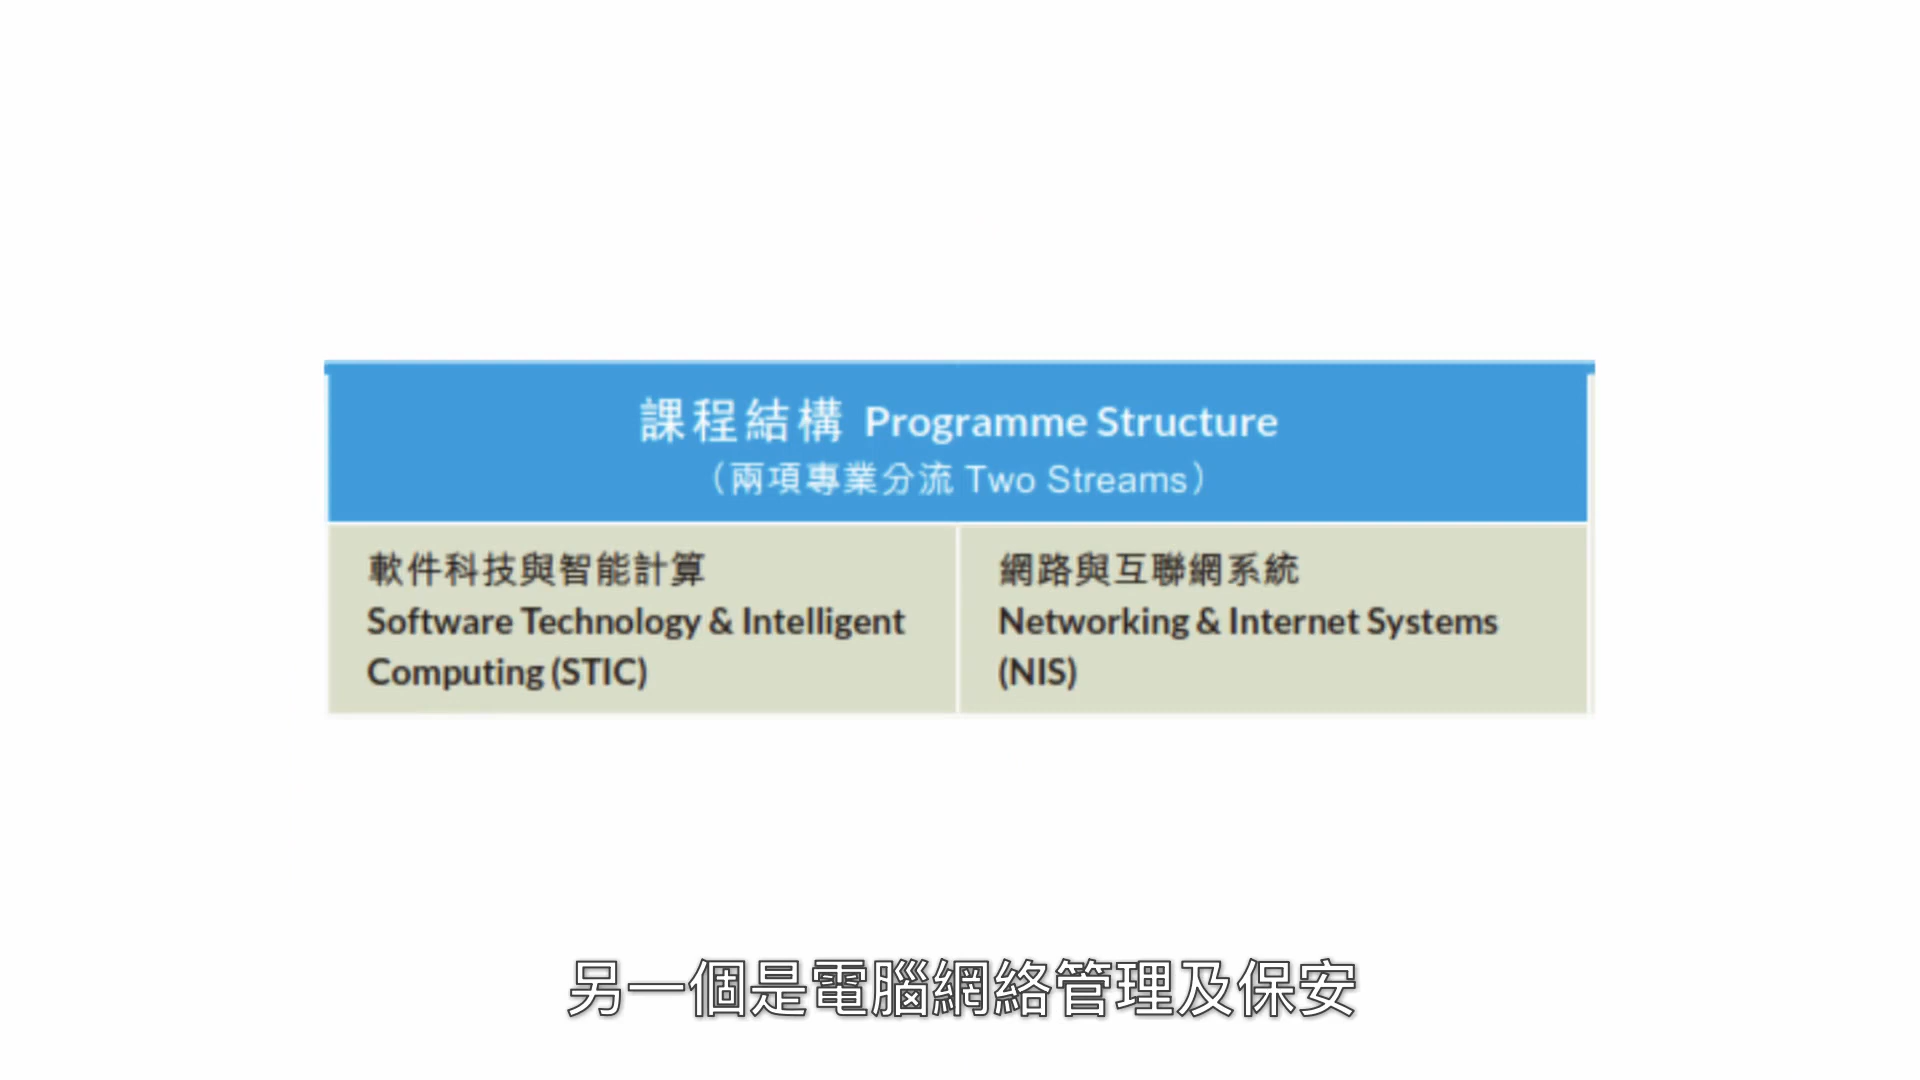 課程結構 Programme Structure
（兩項專業分流 Two Streams）
軟件科技與智能計算
Software Technology & Intelligent
Computing (STIC)
網路與互聯網系統
Networking & Internet Systems
(NIS)
另一個是電腦網絡管理及保安